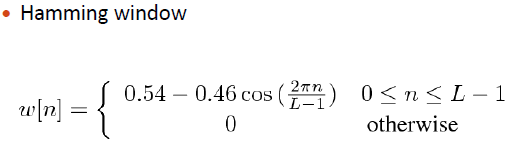 • Hamming window
w[n] = { 0.54 − 0.46 cos (2πn/L−1) 0 ≤ n ≤ L − 1
0 otherwise